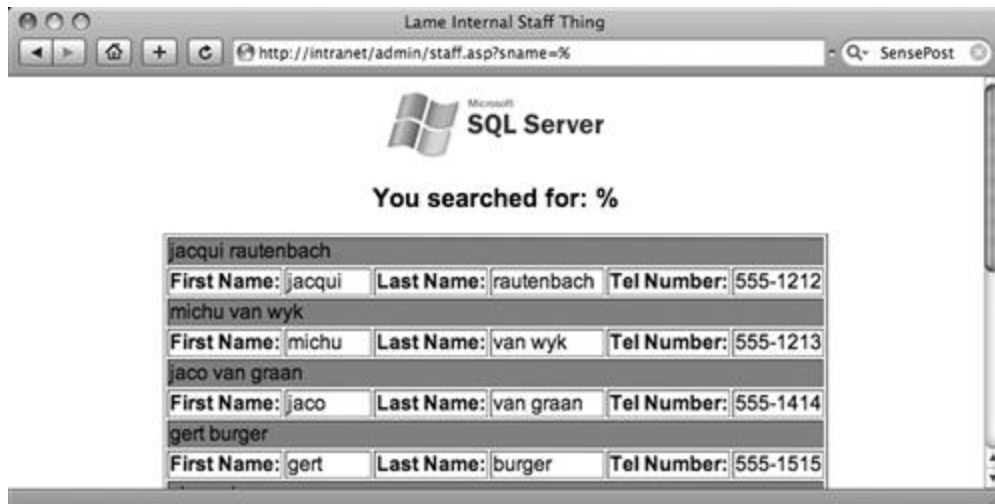 Lame Internal Staff Thing
http://intranet/admin/staff.asp?sname=%
SensePost
Microsoft
SQL Server
You searched for: %
jacqui rautenbach
First Name: jacqui Last Name: rautenbach Tel Number: 555-1212
michu van wyk
First Name: michu Last Name: van wyk Tel Number: 555-1213
jaco van graan
First Name: jaco Last Name: van graan Tel Number: 555-1414
gert burger
First Name: gert Last Name: burger Tel Number: 555-1515